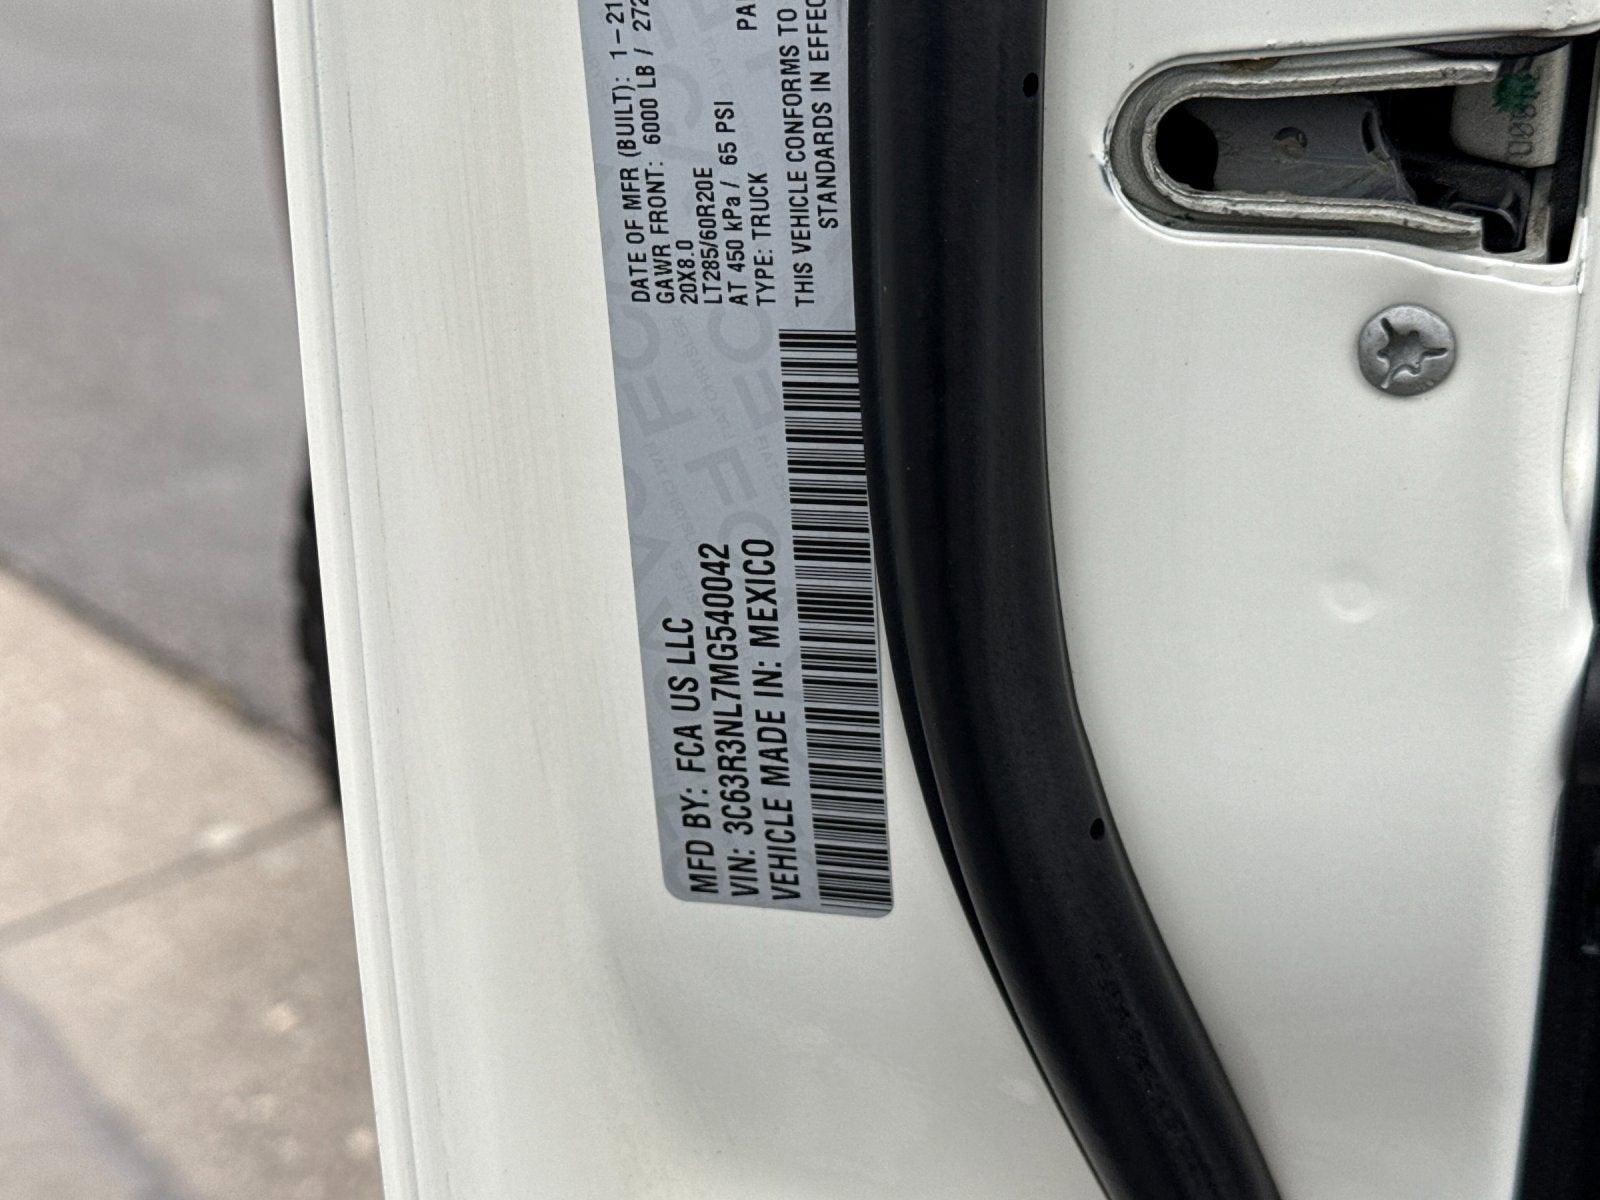 MFD BY: FCA US LLC
VIN: 3C63R3NL7MG540042
VEHICLE MADE IN: MEXICO
DATE OF MFR (BUILT): 1-21
GAWR FRONT: 6000 LB / 272
20X8.0
LT285/60R20E
AT 450 kPa / 65 PSI
TYPE: TRUCK
PA
THIS VEHICLE CONFORMS TO
STANDARDS IN EFFEC